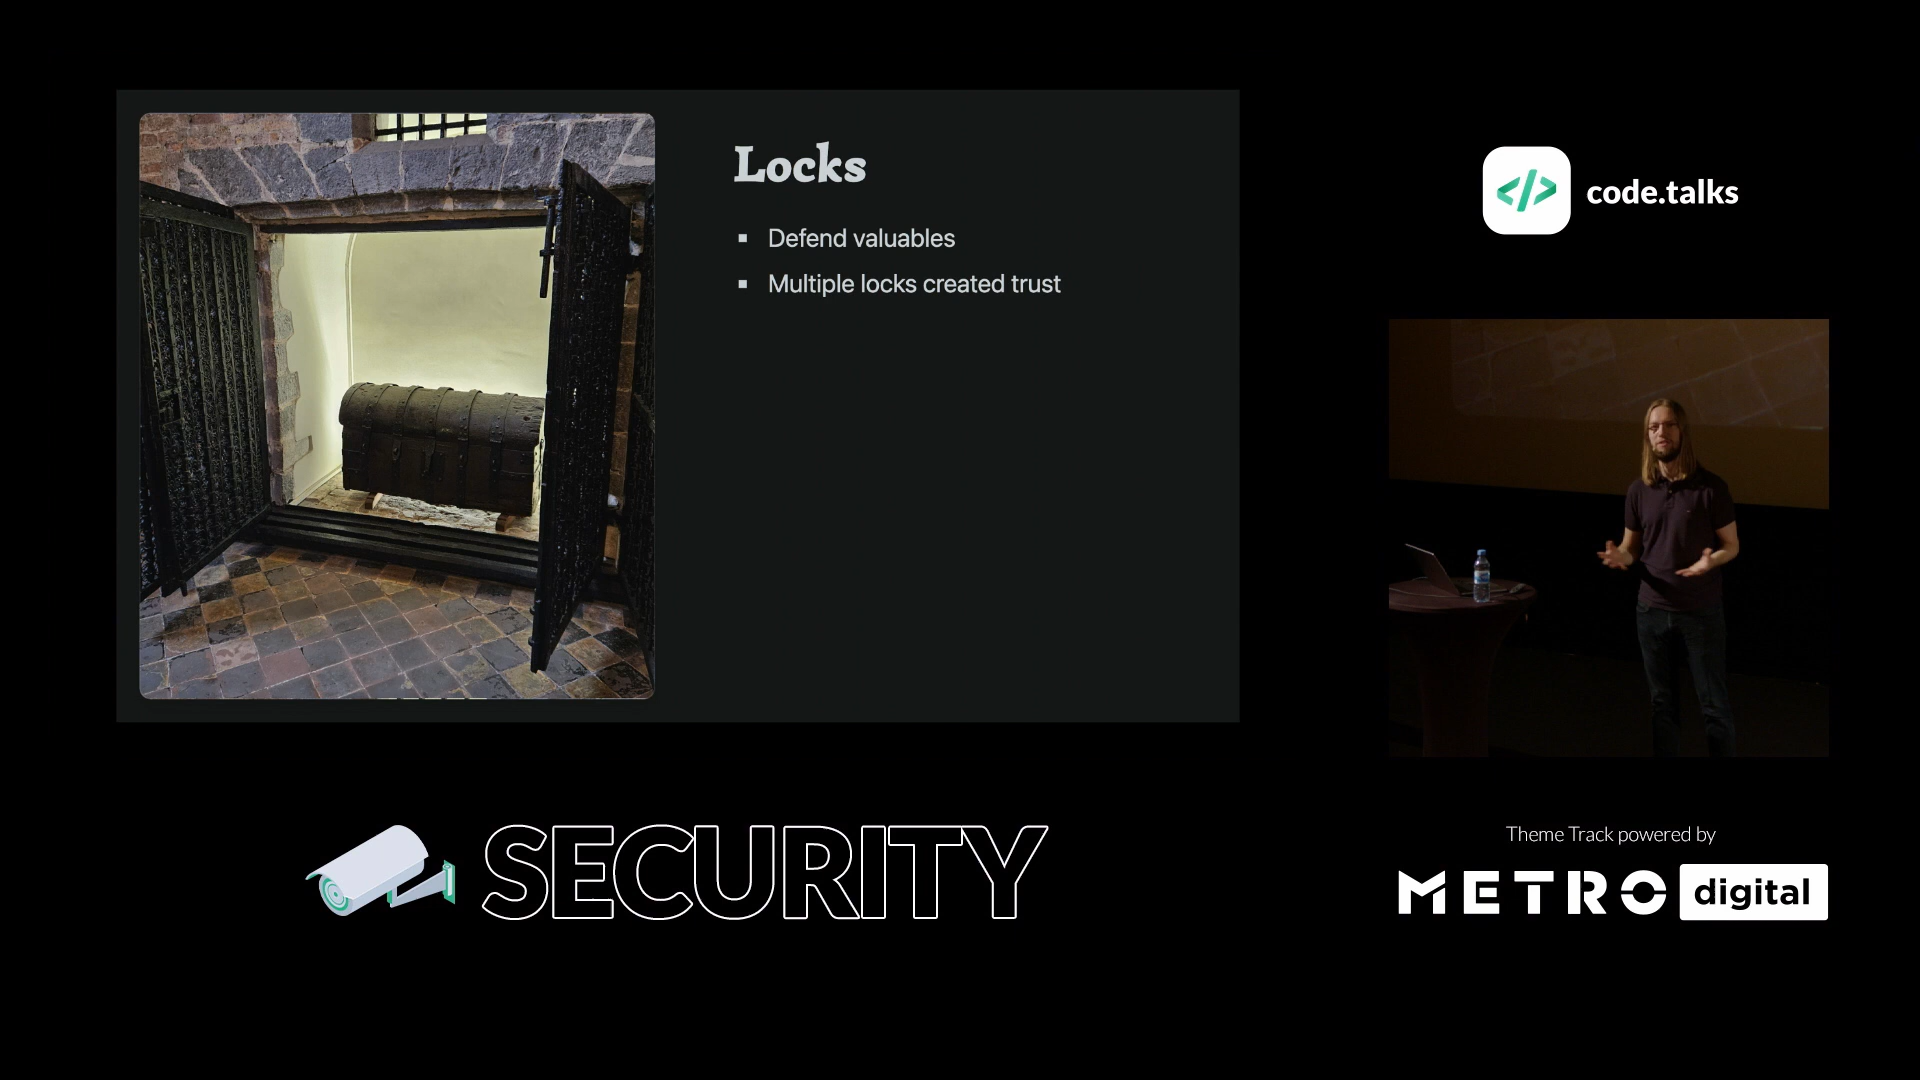 Locks
▪ Defend valuables
▪ Multiple locks created trust
</> code.talks
SECURITY
Theme Track powered by
METRO digital